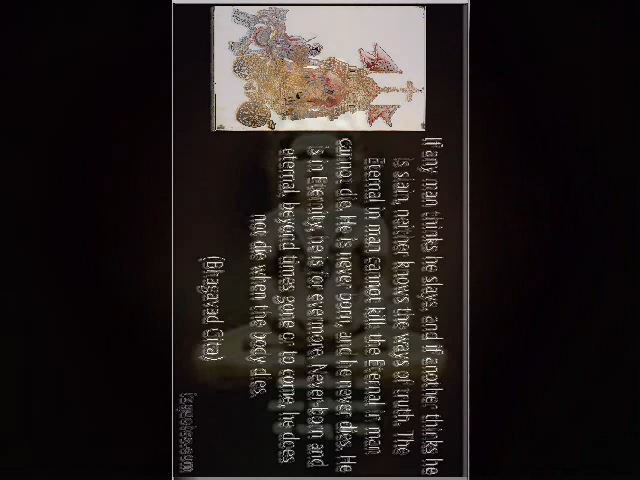 If any man thinks he slays, and if another thinks he
is slain, neither knows the ways of truth. The
Eternal in man cannot kill: the Eternal in man
cannot die. He is never born, and he never dies. He
is in Eternity, he is for evermore. Never-born and
eternal, beyond times gone or to come, he does
not die when the body dies.
(Bhagavad Gita)
izquotes.com